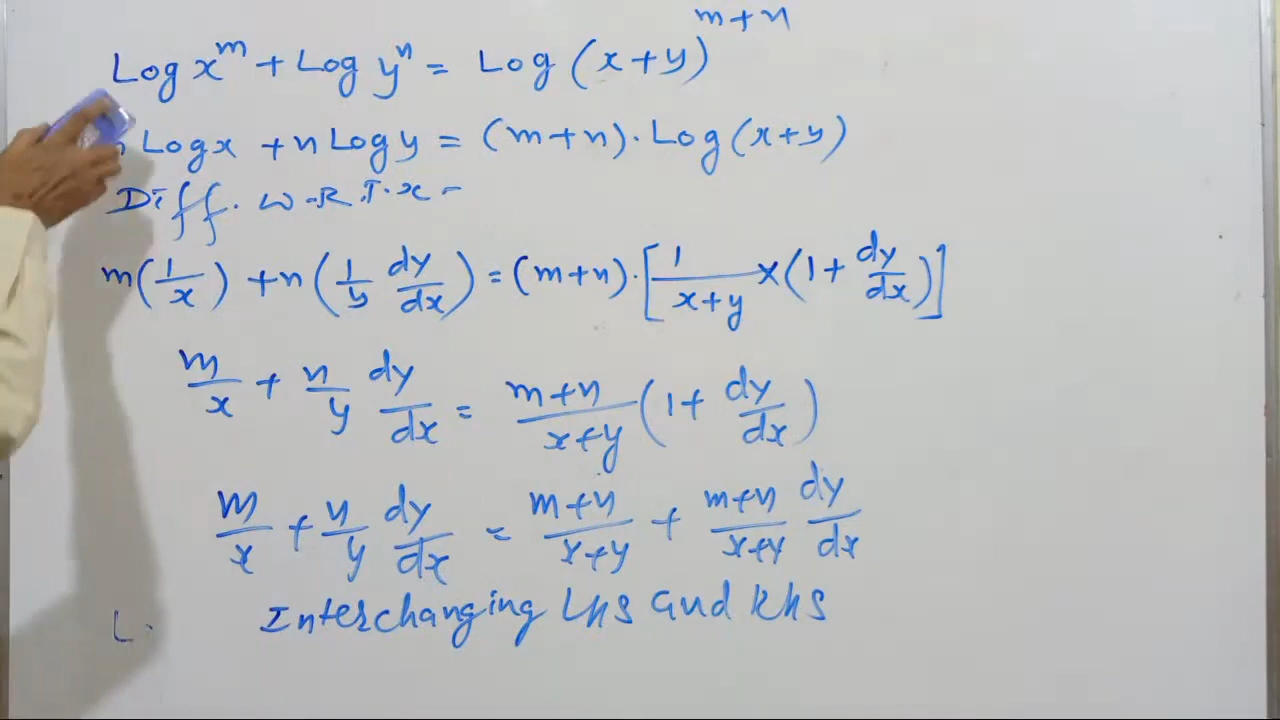 Log x^m + Log y^n = Log (x+y)^m+n
Log x + n Log y = (m+n). Log (x+y)
Diff. W.R.T.x -
m(1/x) + n(1/y dy/dx) = (m+n). [1/x+y × (1 + dy/dx)]
m/x + n/y dy/dx = m+n/x+y (1 + dy/dx)
m/x + n/y dy/dx = m+n/x+y + m+n/x+y dy/dx
L. Interchanging LHS and RHS